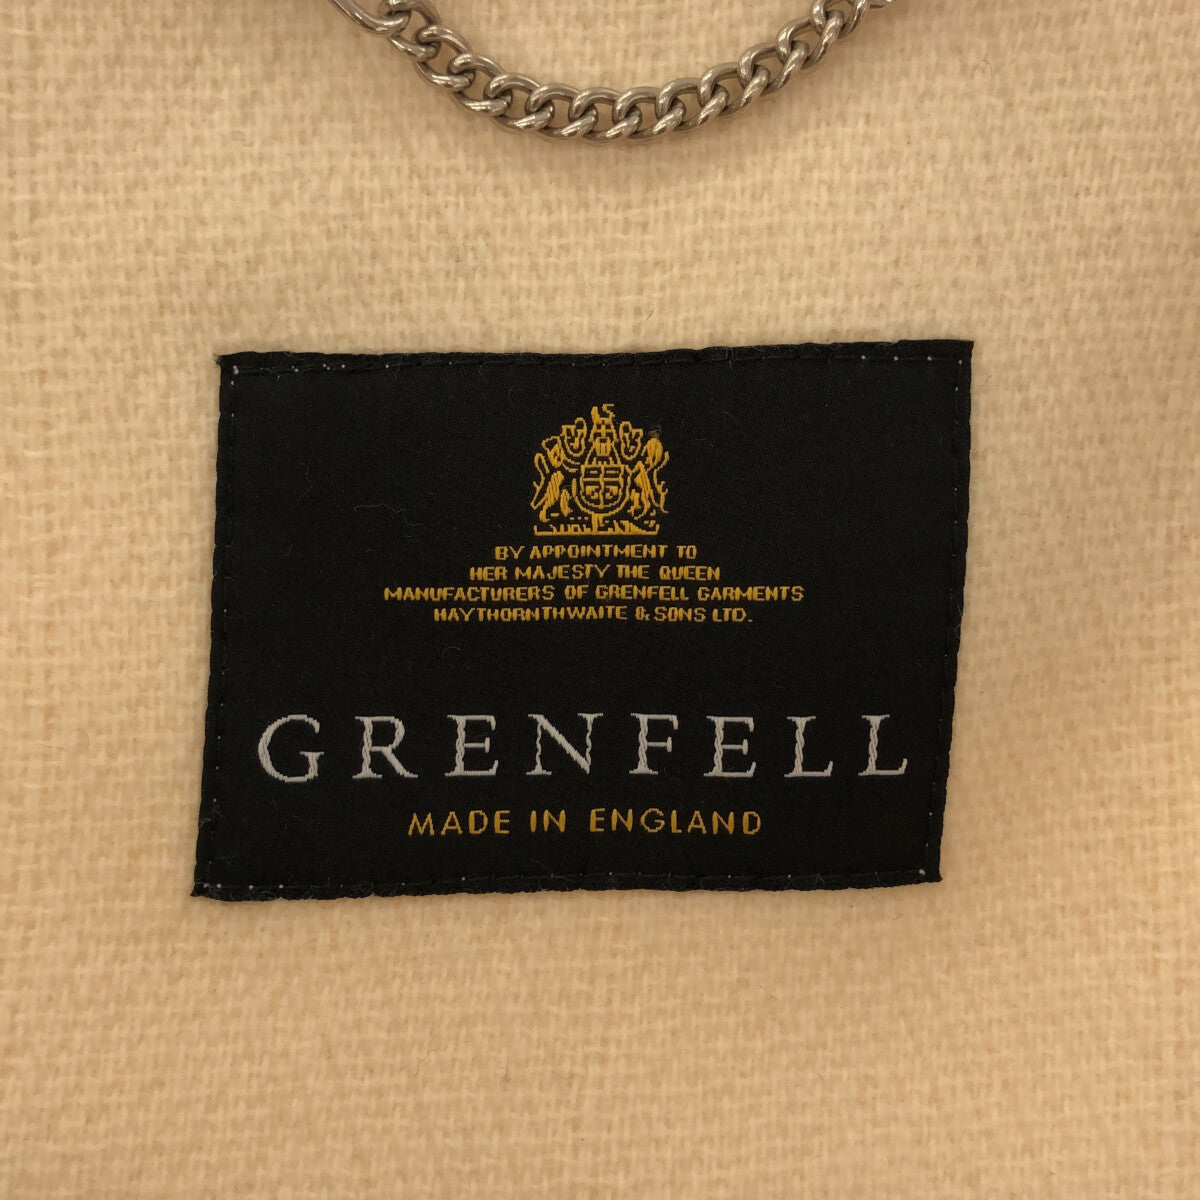 BY APPOINTMENT TO
HER MAJESTY THE QUEEN
MANUFACTURERS OF GRENFELL GARMENTS
HAYTHORNTHWAITE & SONS LTD.
GRENFELL
MADE IN ENGLAND